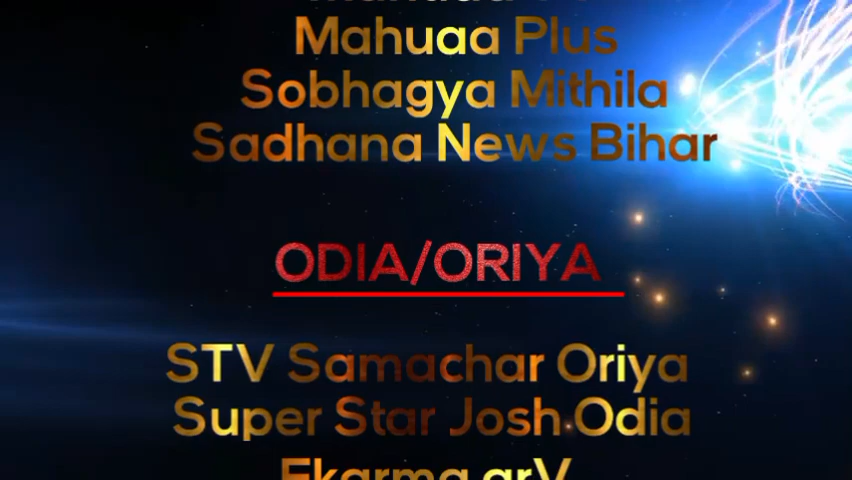 Mahuaa Plus
Sobhagya Mithila
Sadhana News Bihar
ODIA/ORIYA
STV Samachar Oriya
Super Star Josh Odia